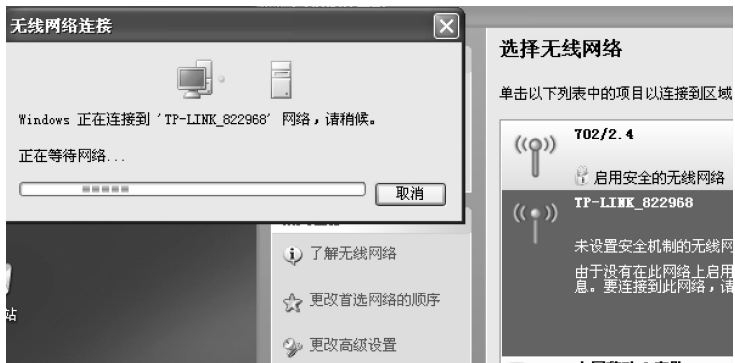 无线网络连接
Windows 正在连接到 'TP-LINK_822968' 网络，请稍候。
正在等待网络...
取消
了解无线网络
更改首选网络的顺序
更改高级设置
站
选择无线网络
单击以下列表中的项目以连接到区域
702/2.4
启用安全的无线网络
TP-LINK_822968
未设置安全机制的无线网
由于没有在此网络上启用
息。要连接到此网络，请